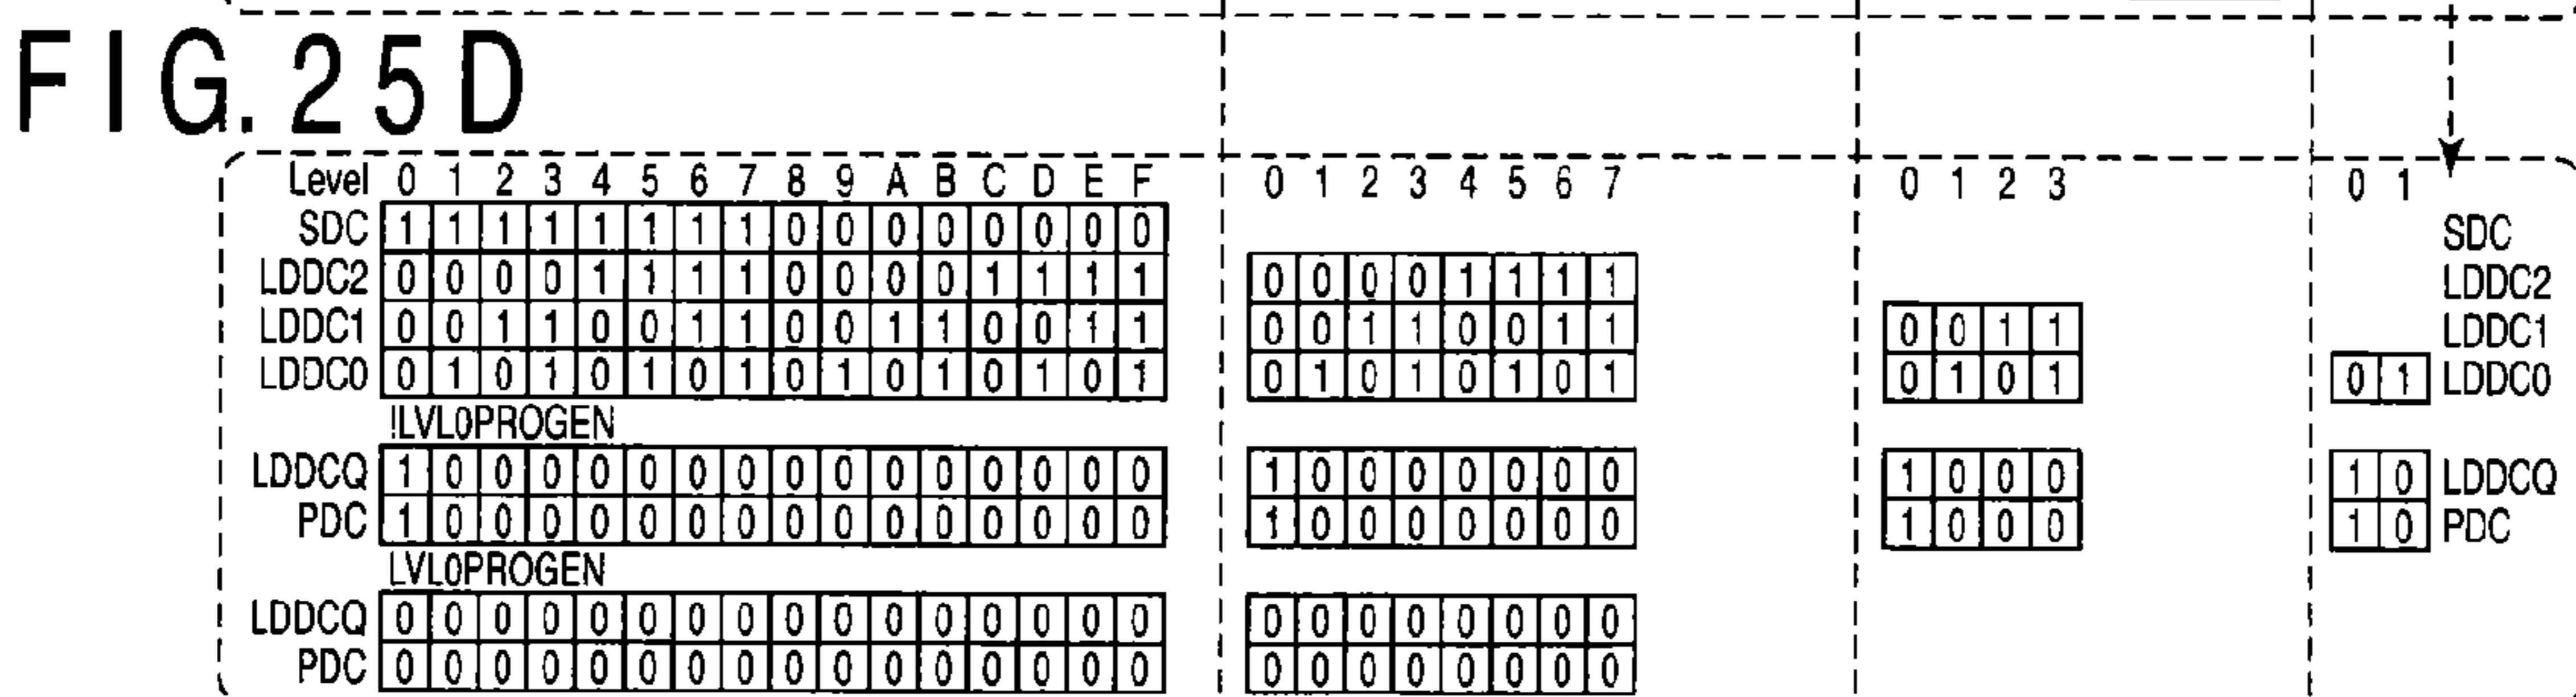 FIG. 25D
Level 0 1 2 3 4 5 6 7 8 9 A B C D E F 0 1 2 3 4 5 6 7 0 1 2 3 0 1
SDC 1 1 1 1 1 1 1 1 0 0 0 0 0 0 0 0 SDC
LDDC2 0 0 0 0 1 1 1 1 0 0 0 0 1 1 1 1 0 0 0 0 1 1 1 1 LDDC2
LDDC1 0 0 1 1 0 0 1 1 0 0 1 1 0 0 1 1 0 0 1 1 0 0 1 1 0 0 1 1 LDDC1
LDDC0 0 1 0 1 0 1 0 1 0 1 0 1 0 1 0 1 0 1 0 1 0 1 0 1 0 1 0 1 0 1 LDDC0
!LVL0PROGEN
LDDCQ 1 0 0 0 0 0 0 0 0 0 0 0 0 0 0 0 1 0 0 0 0 0 0 0 1 0 0 0 1 0 LDDCQ
PDC 1 0 0 0 0 0 0 0 0 0 0 0 0 0 0 0 1 0 0 0 0 0 0 0 1 0 0 0 1 0 PDC
LVL0PROGEN
LDDCQ 0 0 0 0 0 0 0 0 0 0 0 0 0 0 0 0 0 0 0 0 0 0 0 0
PDC 0 0 0 0 0 0 0 0 0 0 0 0 0 0 0 0 0 0 0 0 0 0 0 0